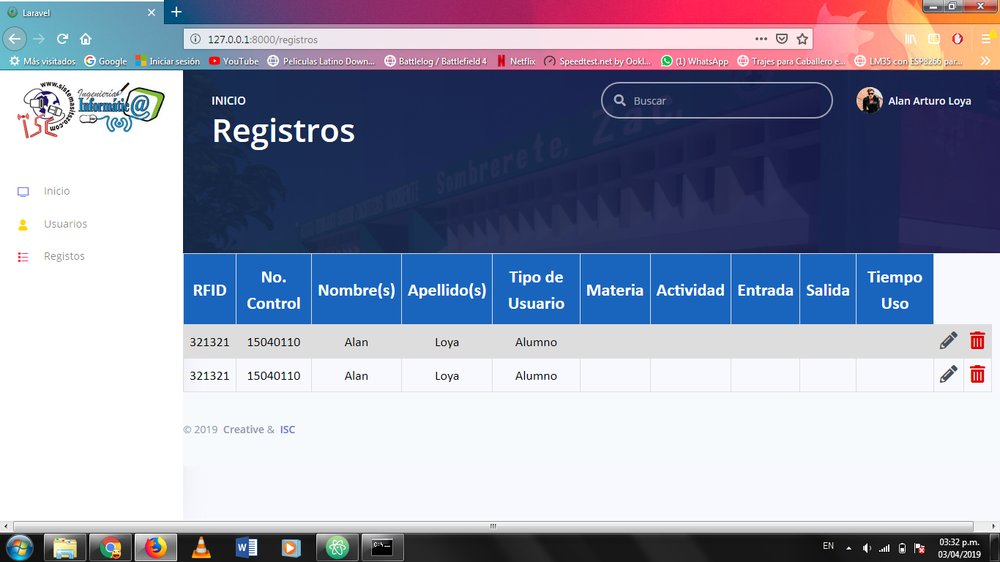 Laravel
127.0.0.1:8000/registros
Más visitados
Google
Iniciar sesión
YouTube
Peliculas Latino Down...
Battlelog / Battlefield 4
Netflix
Speedtest.net by Ookl...
(1) WhatsApp
Trajes para Caballero e...
LM35 con ESP8266 par...
www.sistemasitszo.com
iSC
Ingenierías
Informátic@
INICIO
Buscar
Alan Arturo Loya
Registros
Sombrerete, Zac.
Inicio
Usuarios
Registos
RFID
No. Control
Nombre(s)
Apellido(s)
Tipo de Usuario
Materia
Actividad
Entrada
Salida
Tiempo Uso
321321 15040110 Alan Loya Alumno
321321 15040110 Alan Loya Alumno
© 2019 Creative & ISC
EN
03:32 p.m.
03/04/2019